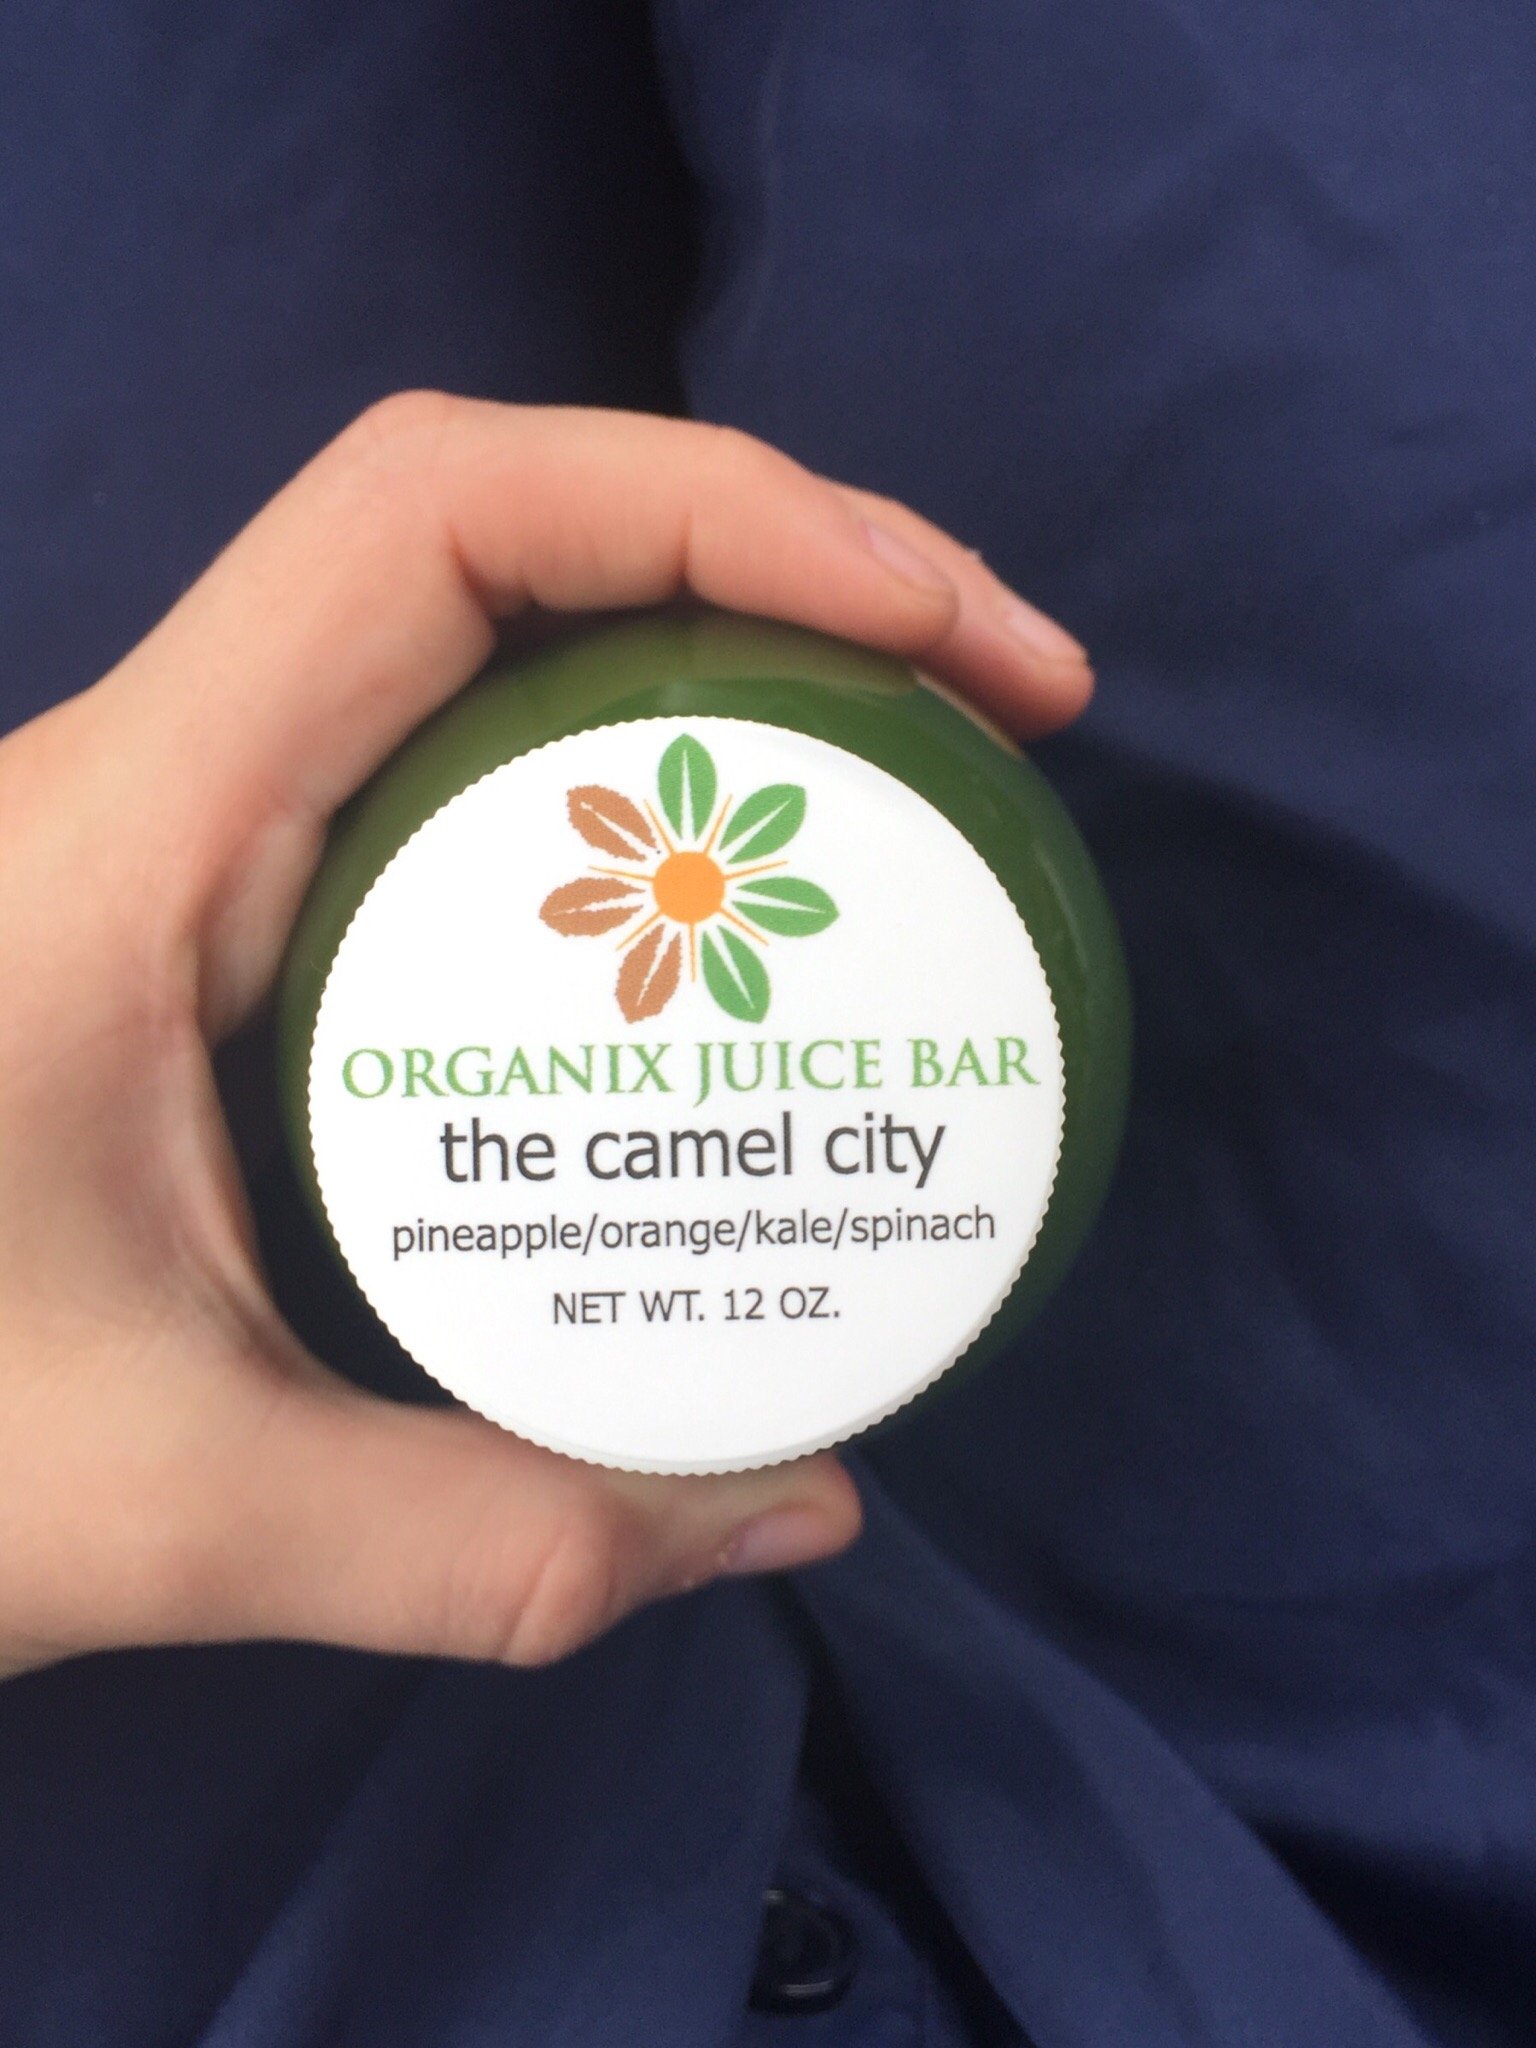 ORGANIX JUICE BAR
the camel city
pineapple/orange/kale/spinach
NET WT. 12 OZ.